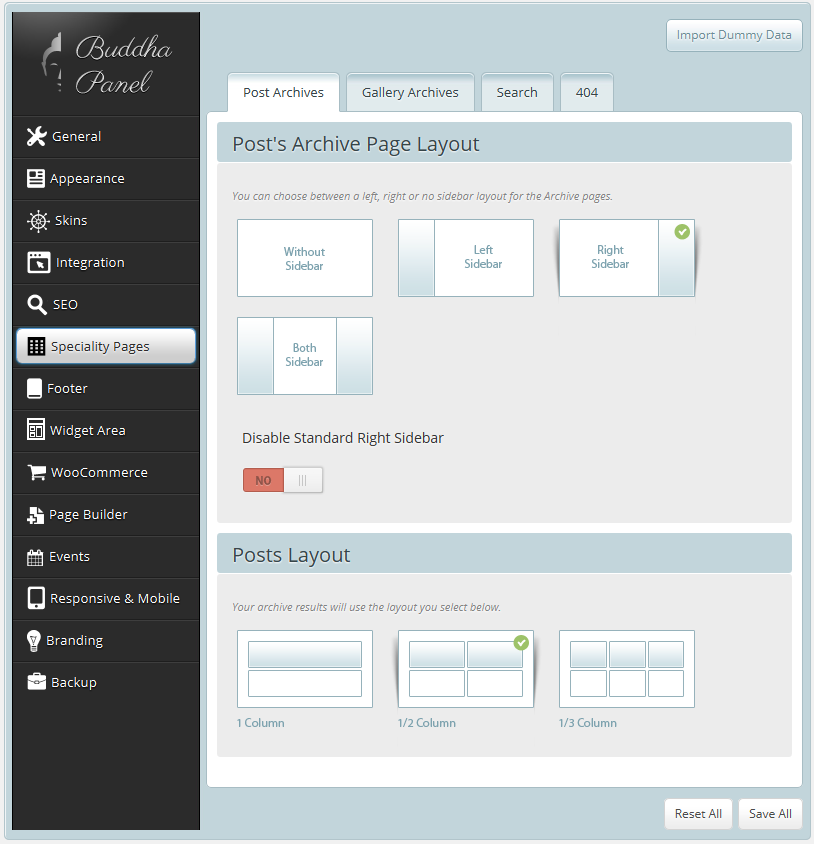 Buddha
Panel
Import Dummy Data
Post Archives
Gallery Archives
Search
404
General
Appearance
Skins
Integration
SEO
Speciality Pages
Footer
Widget Area
WooCommerce
Page Builder
Events
Responsive & Mobile
Branding
Backup
Post's Archive Page Layout
You can choose between a left, right or no sidebar layout for the Archive pages.
Without
Sidebar
Left
Sidebar
Right
Sidebar
Both
Sidebar
Disable Standard Right Sidebar
NO
Posts Layout
Your archive results will use the layout you select below.
1 Column
1/2 Column
1/3 Column
Reset All
Save All